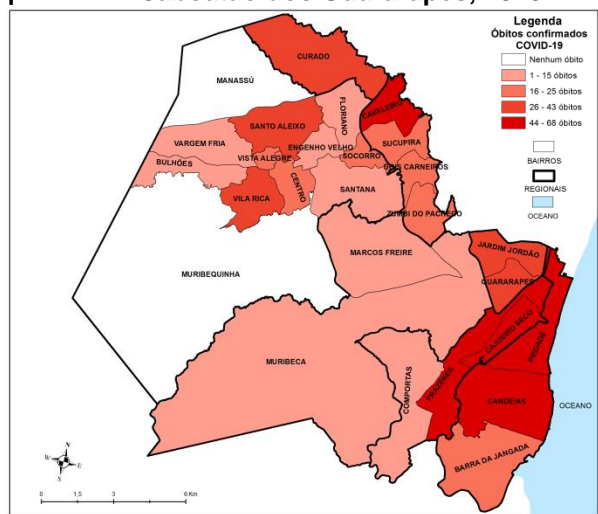 Legenda
Óbitos confirmados
COVID-19
Nenhum óbito
1 - 15 óbitos
16 - 25 óbitos
26 - 43 óbitos
44 - 68 óbitos
BAIRROS
REGIONAIS
OCEANO
CURADO
MANASSÚ
FLORIANO
CAVALEIRO
SANTO ALEIXO
SUCUPIRA
VARGEM FRIA
ENGENHO VELHO
VISTA ALEGRE
SOCORRO
BULHÕES
DOIS CARNEIROS
CENTRO
SANTANA
VILA RICA
ZUMBI DO PACHECO
JARDIM JORDÃO
MARCOS FREIRE
GUARARAPES
MURIBEQUINHA
CAJUEIRO SECO
PIEDADE
MURIBECA
COMPORTAS
PRAZERES
CANDEIAS
OCEANO
BARRA DA JANGADA
N
W
E
S
0 1,5 3 6 Km